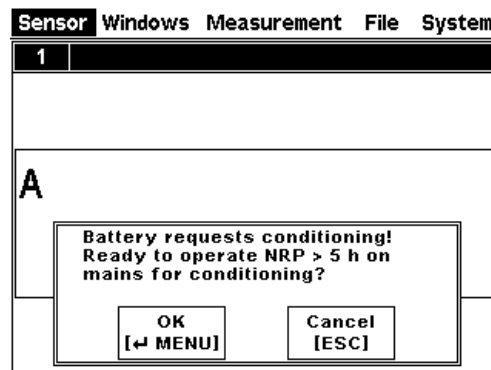 Sensor Windows Measurement File System
1
A
Battery requests conditioning!
Ready to operate NRP > 5 h on
mains for conditioning?
OK Cancel
[↵ MENU] [ESC]